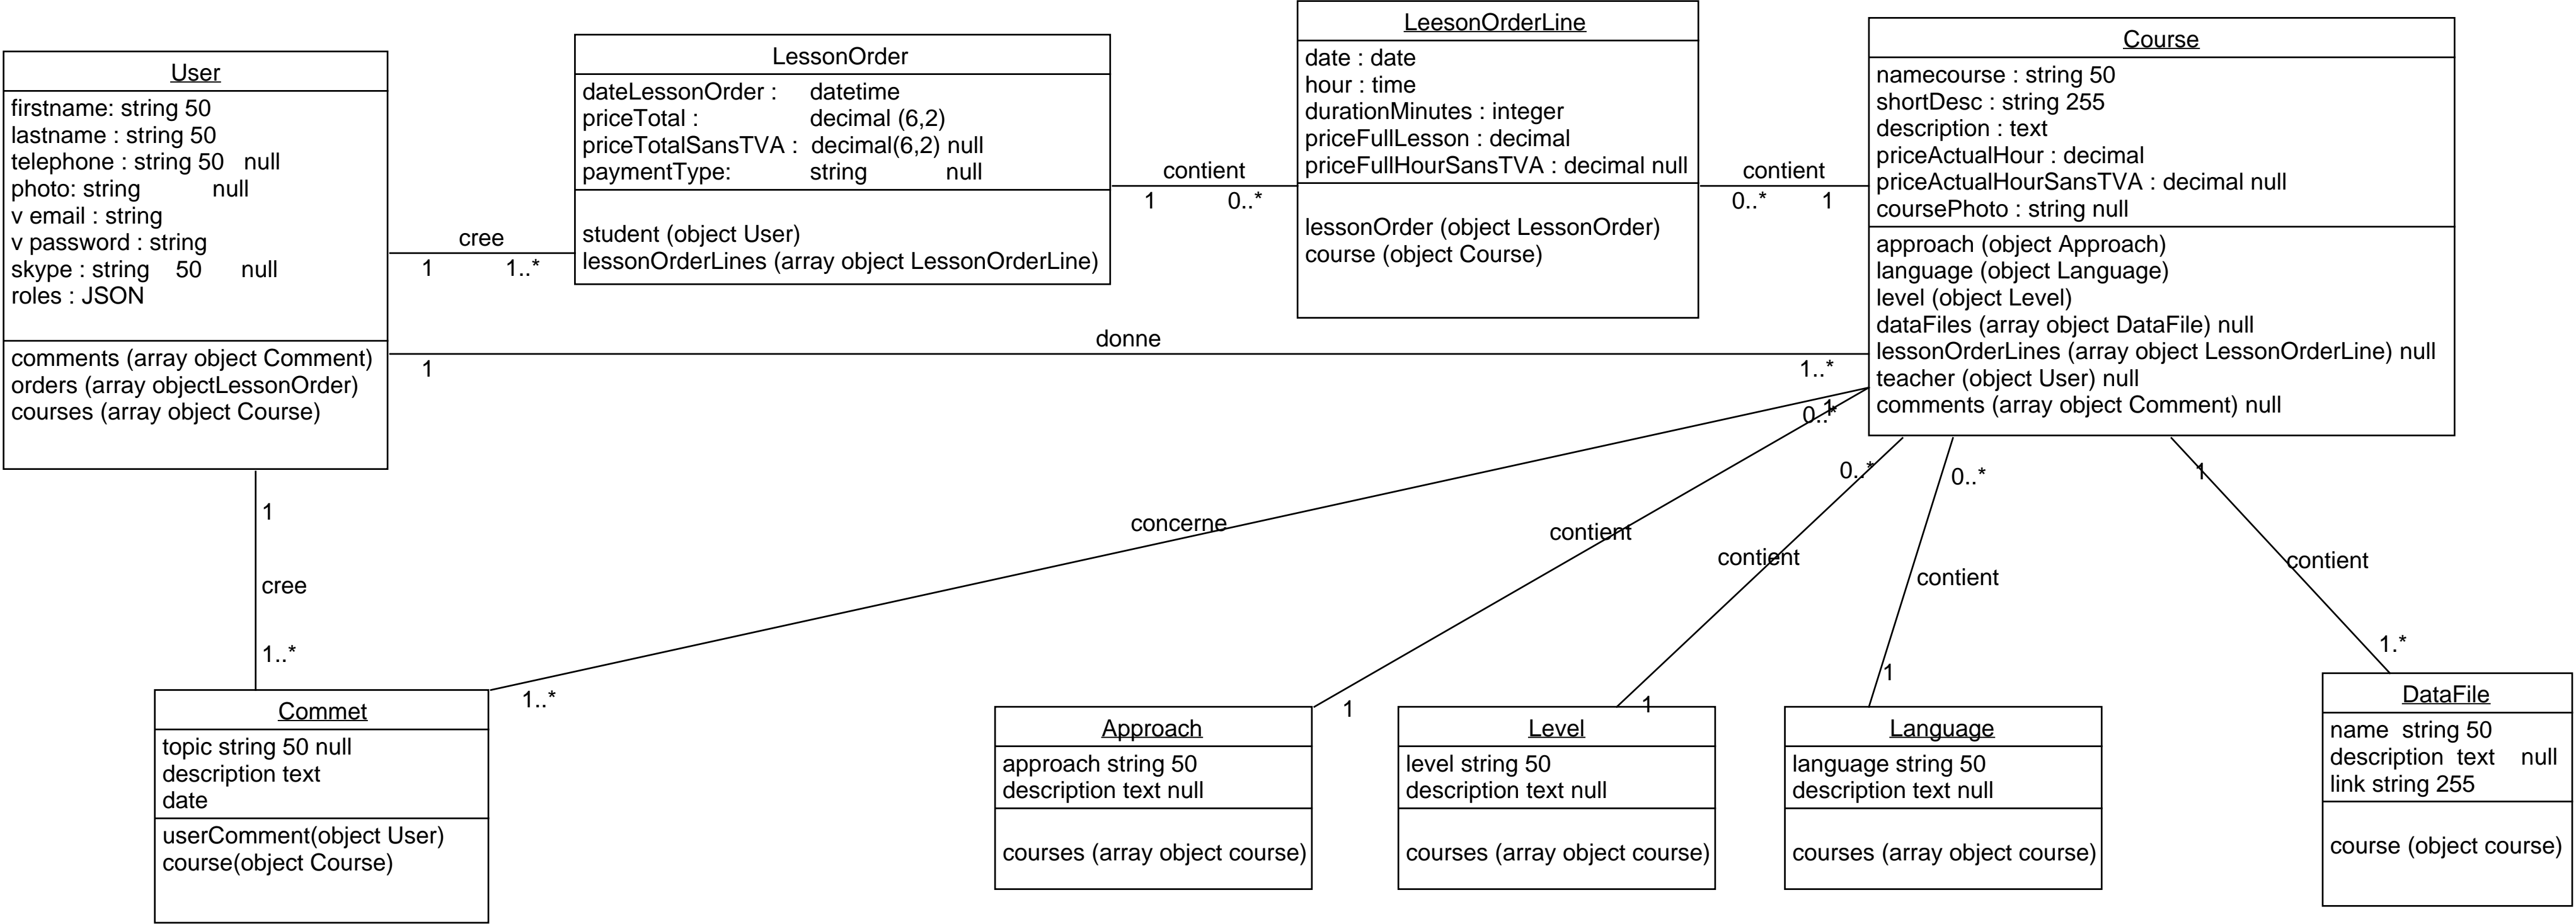 User
firstname: string 50
lastname : string 50
telephone : string 50 null
photo: string null
v email : string
v password : string
skype : string 50 null
roles : JSON
comments (array object Comment)
orders (array objectLessonOrder)
courses (array object Course)
cree
1
1..*
LessonOrder
dateLessonOrder : datetime
priceTotal : decimal (6,2)
priceTotalSansTVA : decimal(6,2) null
paymentType: string null
student (object User)
lessonOrderLines (array object LessonOrderLine)
contient
1
0..*
LeesonOrderLine
date : date
hour : time
durationMinutes : integer
priceFullLesson : decimal
priceFullHourSansTVA : decimal null
lessonOrder (object LessonOrder)
course (object Course)
contient
0..*
1
Course
namecourse : string 50
shortDesc : string 255
description : text
priceActualHour : decimal
priceActualHourSansTVA : decimal null
coursePhoto : string null
approach (object Approach)
language (object Language)
level (object Level)
dataFiles (array object DataFile) null
lessonOrderLines (array object LessonOrderLine) null
teacher (object User) null
comments (array object Comment) null
donne
1
1..*
1
cree
1..*
1
concerne
1..*
0..*
contient
1
0..*
contient
1
0..*
contient
1
1
contient
1.*
Commet
topic string 50 null
description text
date
userComment(object User)
course(object Course)
Approach
approach string 50
description text null
courses (array object course)
Level
level string 50
description text null
courses (array object course)
Language
language string 50
description text null
courses (array object course)
DataFile
name string 50
description text null
link string 255
course (object course)